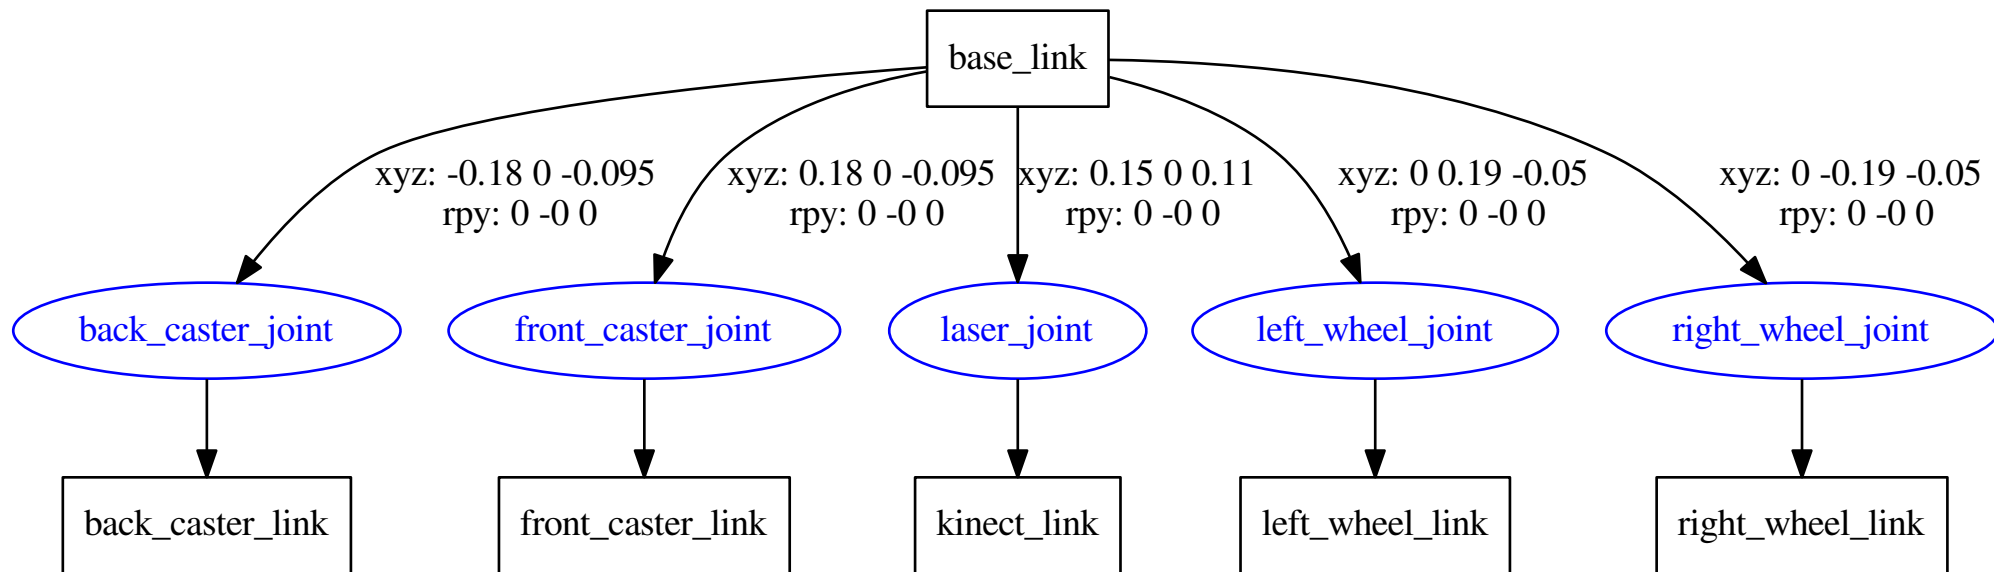 base_link
xyz: -0.18 0 -0.095
rpy: 0 -0 0
xyz: 0.18 0 -0.095
rpy: 0 -0 0
xyz: 0.15 0 0.11
rpy: 0 -0 0
xyz: 0 0.19 -0.05
rpy: 0 -0 0
xyz: 0 -0.19 -0.05
rpy: 0 -0 0
back_caster_joint
front_caster_joint
laser_joint
left_wheel_joint
right_wheel_joint
back_caster_link
front_caster_link
kinect_link
left_wheel_link
right_wheel_link